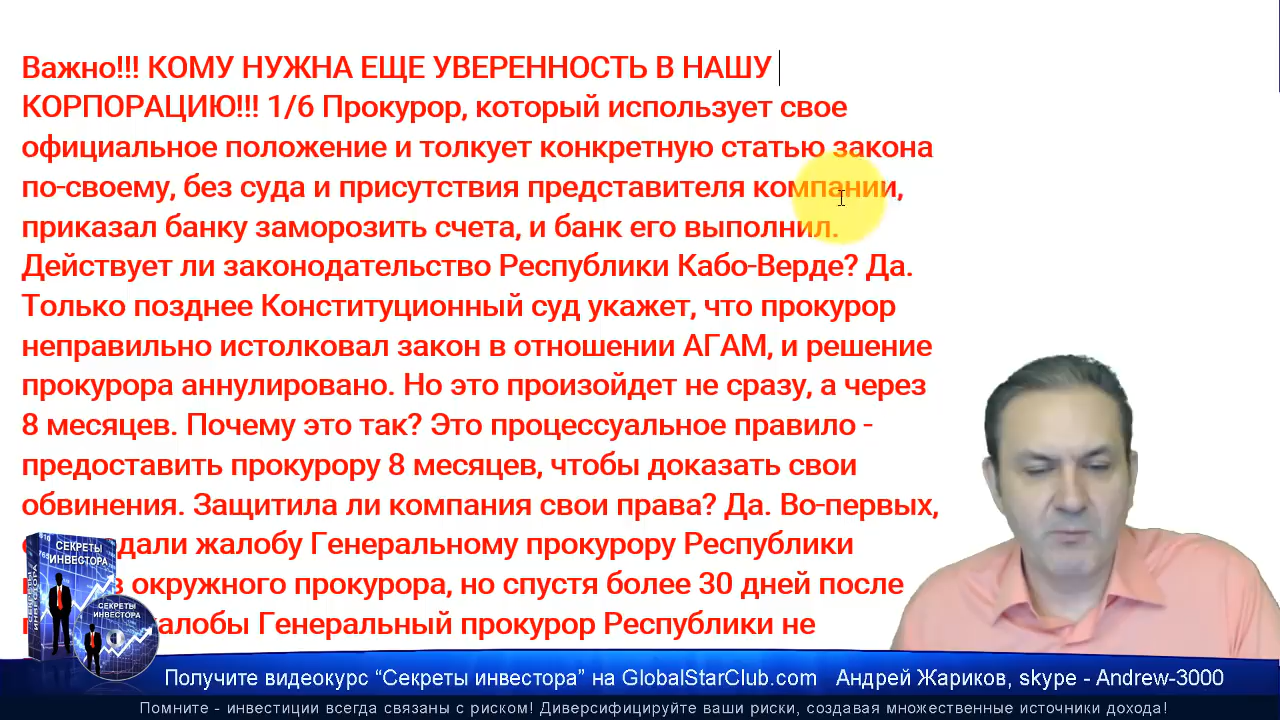 Важно!!! КОМУ НУЖНА ЕЩЕ УВЕРЕННОСТЬ В НАШУ
КОРПОРАЦИЮ!!! 1/6 Прокурор, который использует свое
официальное положение и толкует конкретную статью закона
по-своему, без суда и присутствия представителя компании,
приказал банку заморозить счета, и банк его выполнил.
Действует ли законодательство Республики Кабо-Верде? Да.
Только позднее Конституционный суд укажет, что прокурор
неправильно истолковал закон в отношении АГАМ, и решение
прокурора аннулировано. Но это произойдет не сразу, а через
8 месяцев. Почему это так? Это процессуальное правило -
предоставить прокурору 8 месяцев, чтобы доказать свои
обвинения. Защитила ли компания свои права? Да. Во-первых,
жалобу Генеральному прокурору Республики
окружного прокурора, но спустя более 30 дней после
Генеральный прокурор Республики не
СЕКРЕТЫ
ИНВЕСТОРА
СЕКРЕТЫ
ИНВЕСТОРА
СЕКРЕТЫ
ИНВЕСТОРА
Получите видеокурс “Секреты инвестора” на GlobalStarClub.com Андрей Жариков, skype - Andrew-3000
Помните - инвестиции всегда связаны с риском! Диверсифицируйте ваши риски, создавая множественные источники дохода!